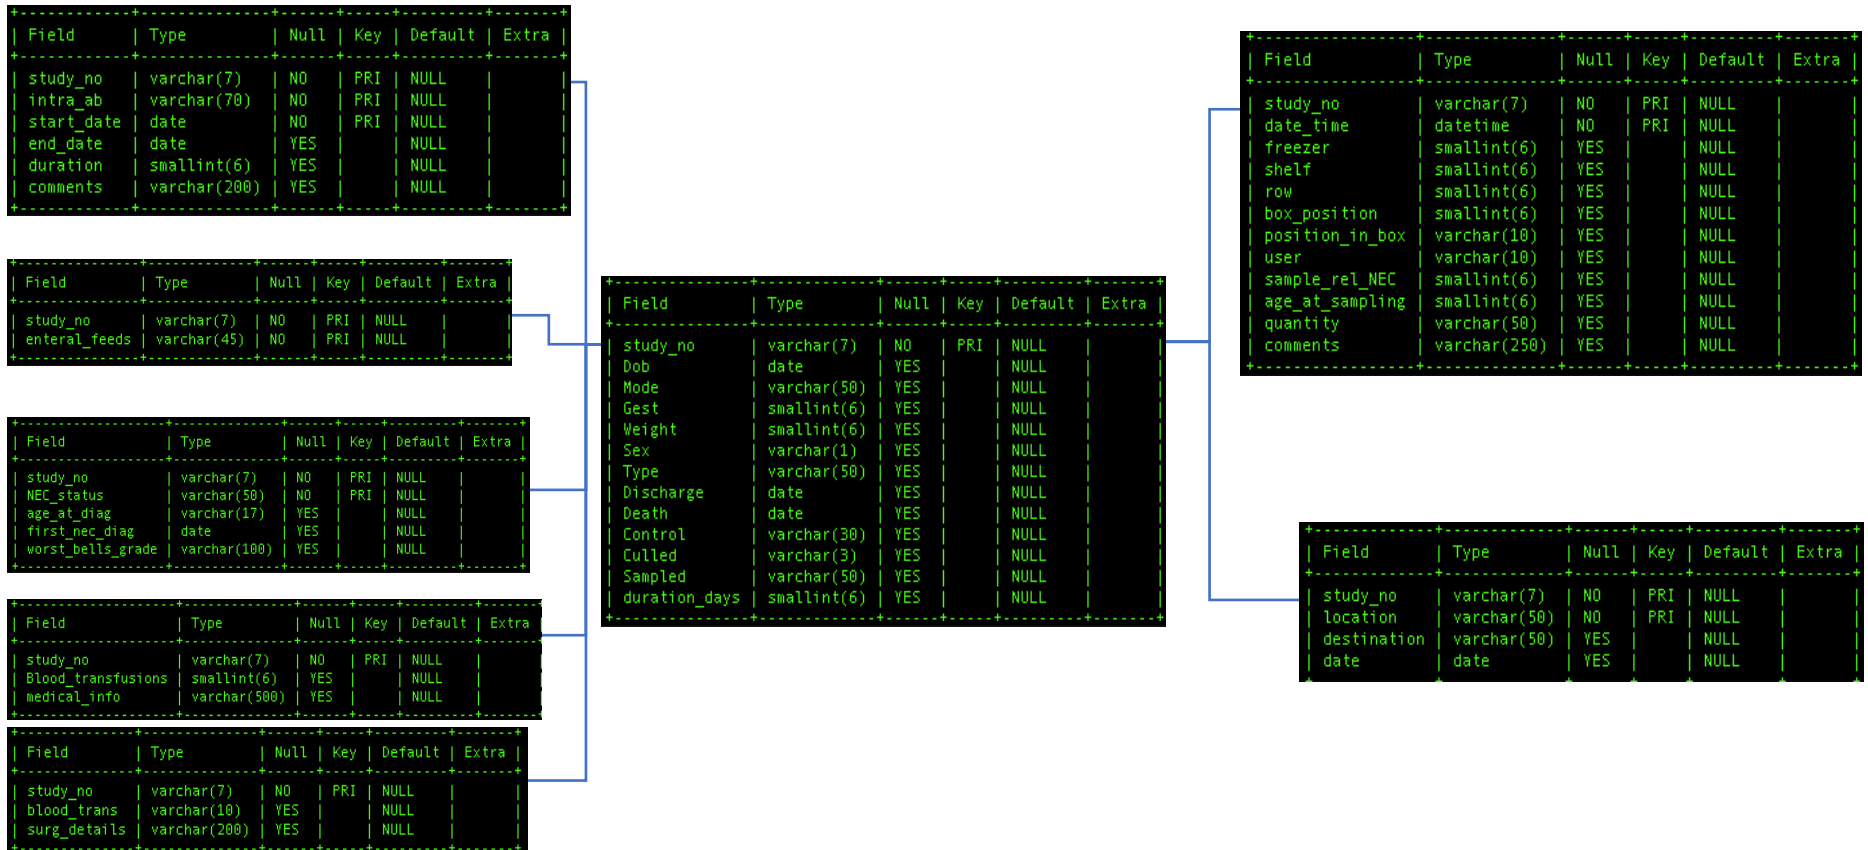 | Field | Type | Null | Key | Default | Extra |
| study_no | varchar(7) | NO | PRI | NULL | |
| intra_ab | varchar(70) | NO | PRI | NULL | |
| start_date | date | NO | PRI | NULL | |
| end_date | date | YES | | NULL | |
| duration | smallint(6) | YES | | NULL | |
| comments | varchar(200) | YES | | NULL | |
| Field | Type | Null | Key | Default | Extra |
| study_no | varchar(7) | NO | PRI | NULL | |
| enteral_feeds | varchar(45) | NO | PRI | NULL | |
| Field | Type | Null | Key | Default | Extra |
| study_no | varchar(7) | NO | PRI | NULL | |
| NEC_status | varchar(50) | NO | PRI | NULL | |
| age_at_diag | varchar(17) | YES | | NULL | |
| first_nec_diag | date | YES | | NULL | |
| worst_bells_grade | varchar(100) | YES | | NULL | |
| Field | Type | Null | Key | Default | Extra |
| study_no | varchar(7) | NO | PRI | NULL | |
| Blood_transfusions | smallint(6) | YES | | NULL | |
| medical_info | varchar(500) | YES | | NULL | |
| Field | Type | Null | Key | Default | Extra |
| study_no | varchar(7) | NO | PRI | NULL | |
| blood_trans | varchar(10) | YES | | NULL | |
| surg_details | varchar(200) | YES | | NULL | |
| Field | Type | Null | Key | Default | Extra |
| study_no | varchar(7) | NO | PRI | NULL | |
| Dob | date | YES | | NULL | |
| Mode | varchar(50) | YES | | NULL | |
| Gest | smallint(6) | YES | | NULL | |
| Weight | smallint(6) | YES | | NULL | |
| Sex | varchar(1) | YES | | NULL | |
| Type | varchar(50) | YES | | NULL | |
| Discharge | date | YES | | NULL | |
| Death | date | YES | | NULL | |
| Control | varchar(30) | YES | | NULL | |
| Culled | varchar(3) | YES | | NULL | |
| Sampled | varchar(50) | YES | | NULL | |
| duration_days | smallint(6) | YES | | NULL | |
| Field | Type | Null | Key | Default | Extra |
| study_no | varchar(7) | NO | PRI | NULL | |
| date_time | datetime | NO | PRI | NULL | |
| freezer | smallint(6) | YES | | NULL | |
| shelf | smallint(6) | YES | | NULL | |
| row | smallint(6) | YES | | NULL | |
| box_position | smallint(6) | YES | | NULL | |
| position_in_box | varchar(10) | YES | | NULL | |
| user | varchar(10) | YES | | NULL | |
| sample_rel_NEC | smallint(6) | YES | | NULL | |
| age_at_sampling | smallint(6) | YES | | NULL | |
| quantity | varchar(50) | YES | | NULL | |
| comments | varchar(250) | YES | | NULL | |
| Field | Type | Null | Key | Default | Extra |
| study_no | varchar(7) | NO | PRI | NULL | |
| location | varchar(50) | NO | PRI | NULL | |
| destination | varchar(50) | YES | | NULL | |
| date | date | YES | | NULL | |